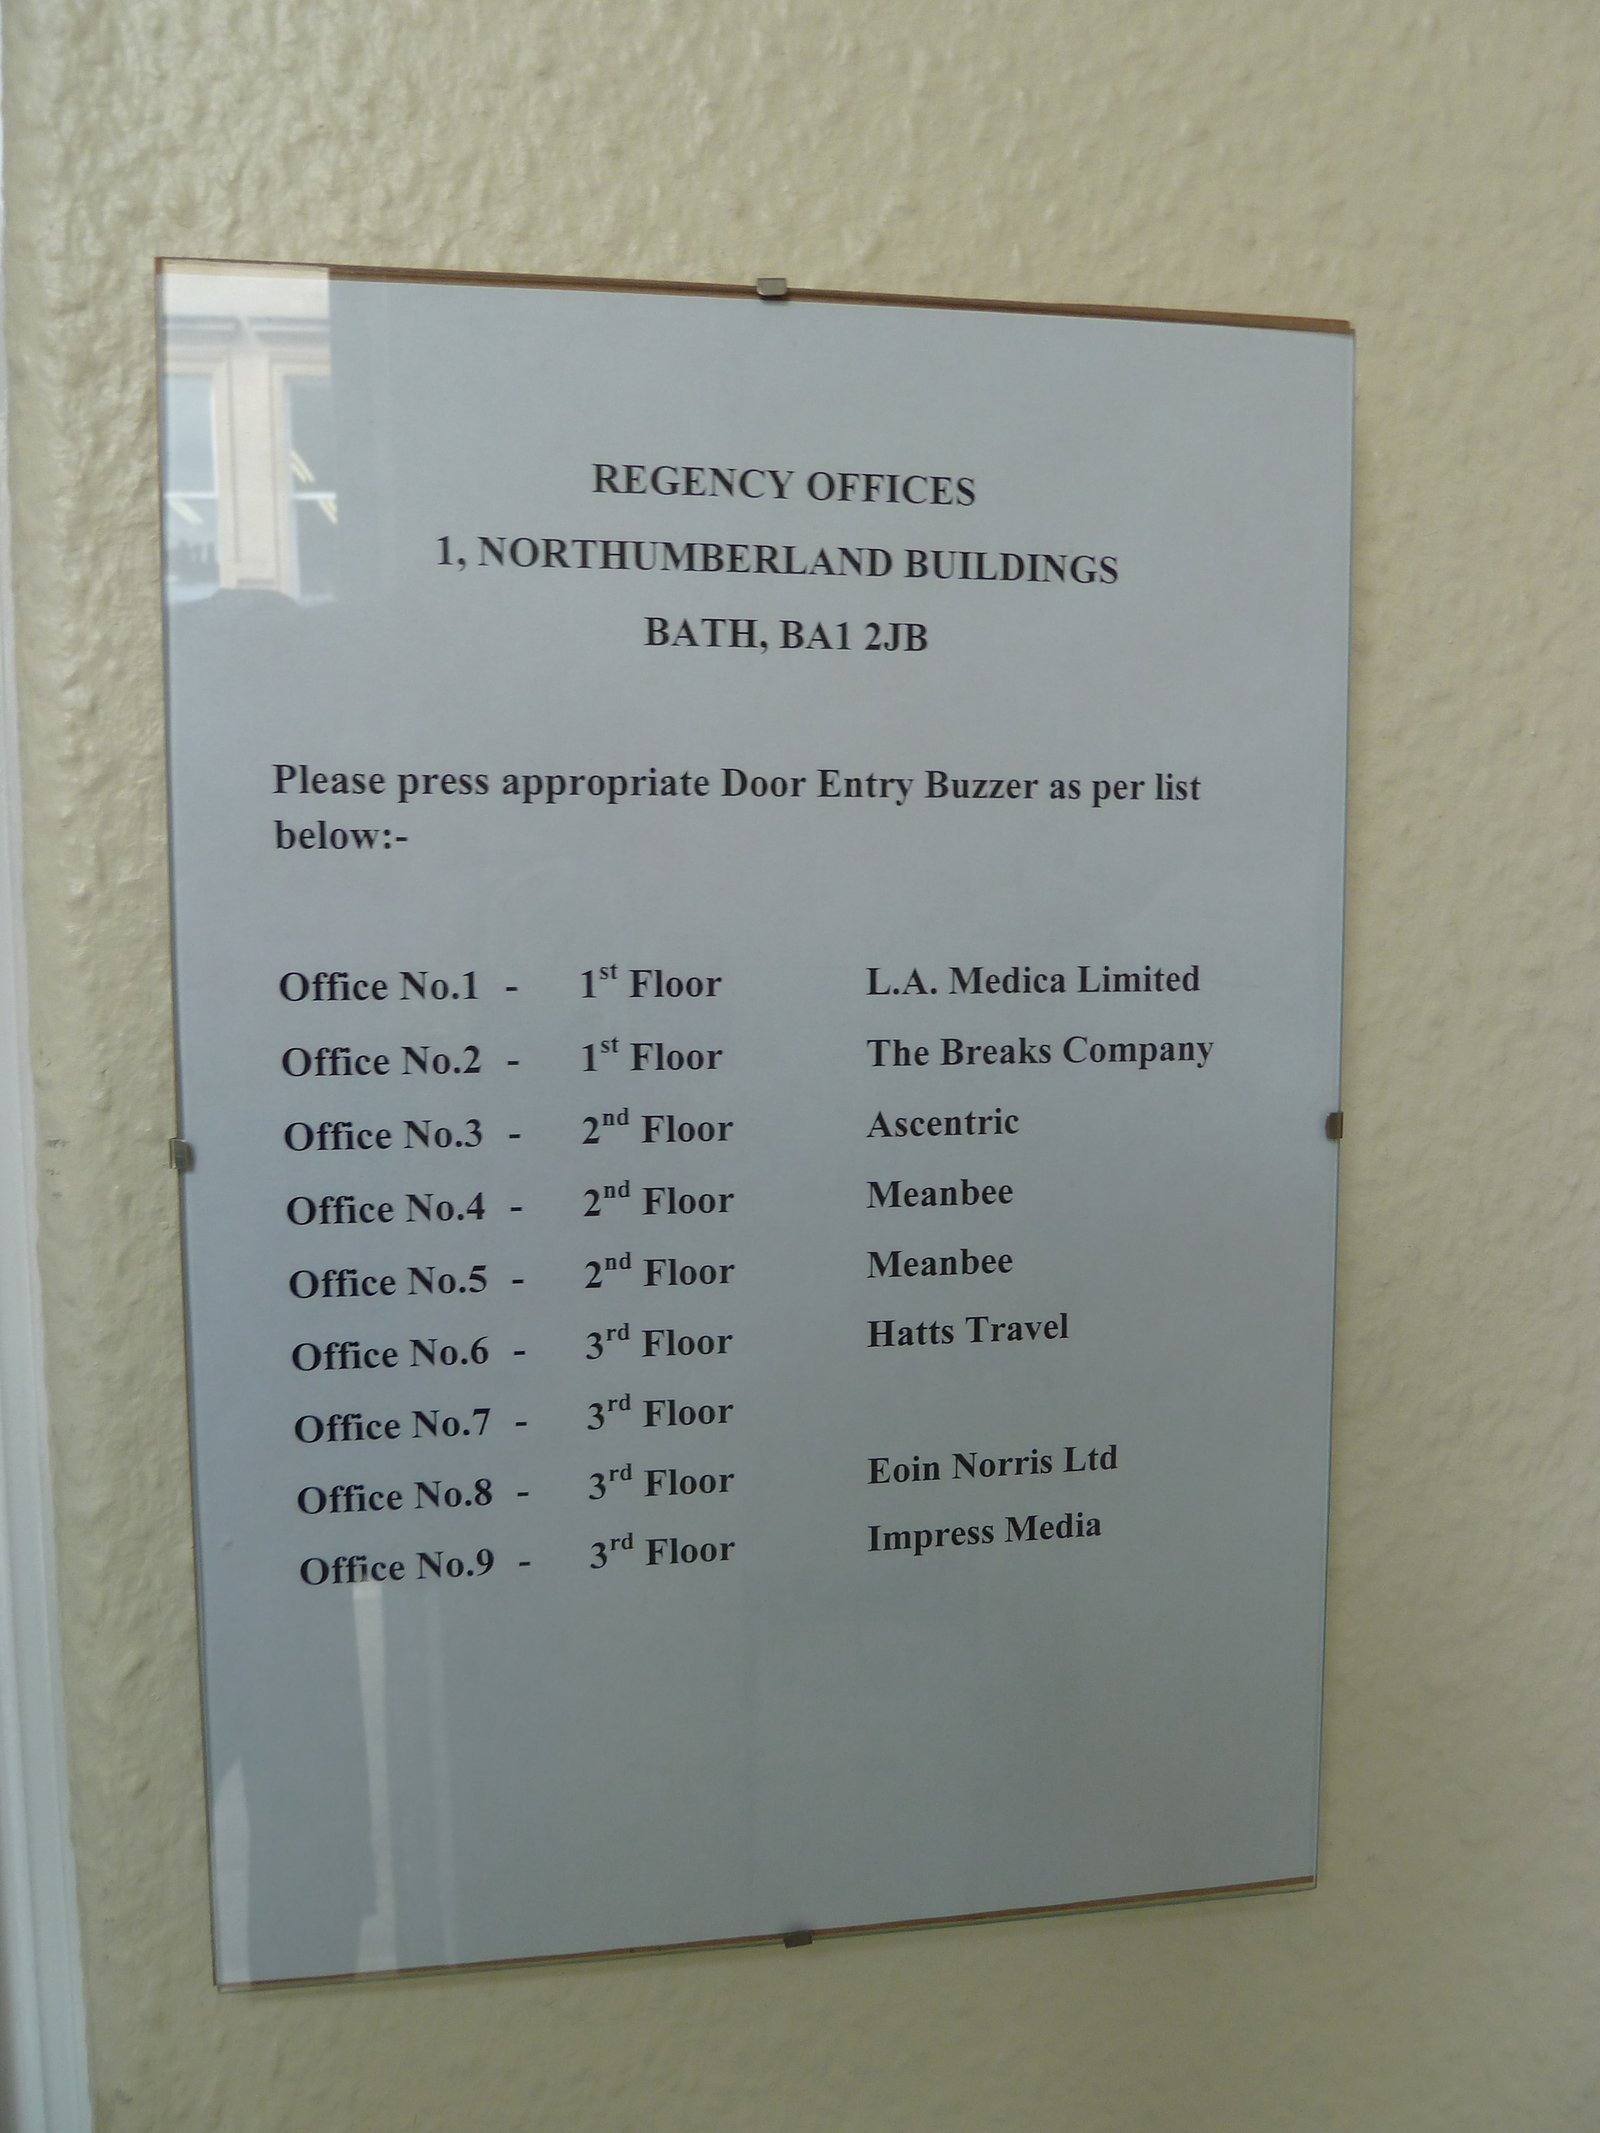 REGENCY OFFICES
1, NORTHUMBERLAND BUILDINGS
BATH, BA1 2JB
Please press appropriate Door Entry Buzzer as per list
below:-
Office No.1 - 1st Floor L.A. Medica Limited
Office No.2 - 1st Floor The Breaks Company
Office No.3 - 2nd Floor Ascentric
Office No.4 - 2nd Floor Meanbee
Office No.5 - 2nd Floor Meanbee
Office No.6 - 3rd Floor Hatts Travel
Office No.7 - 3rd Floor
Office No.8 - 3rd Floor Eoin Norris Ltd
Office No.9 - 3rd Floor Impress Media